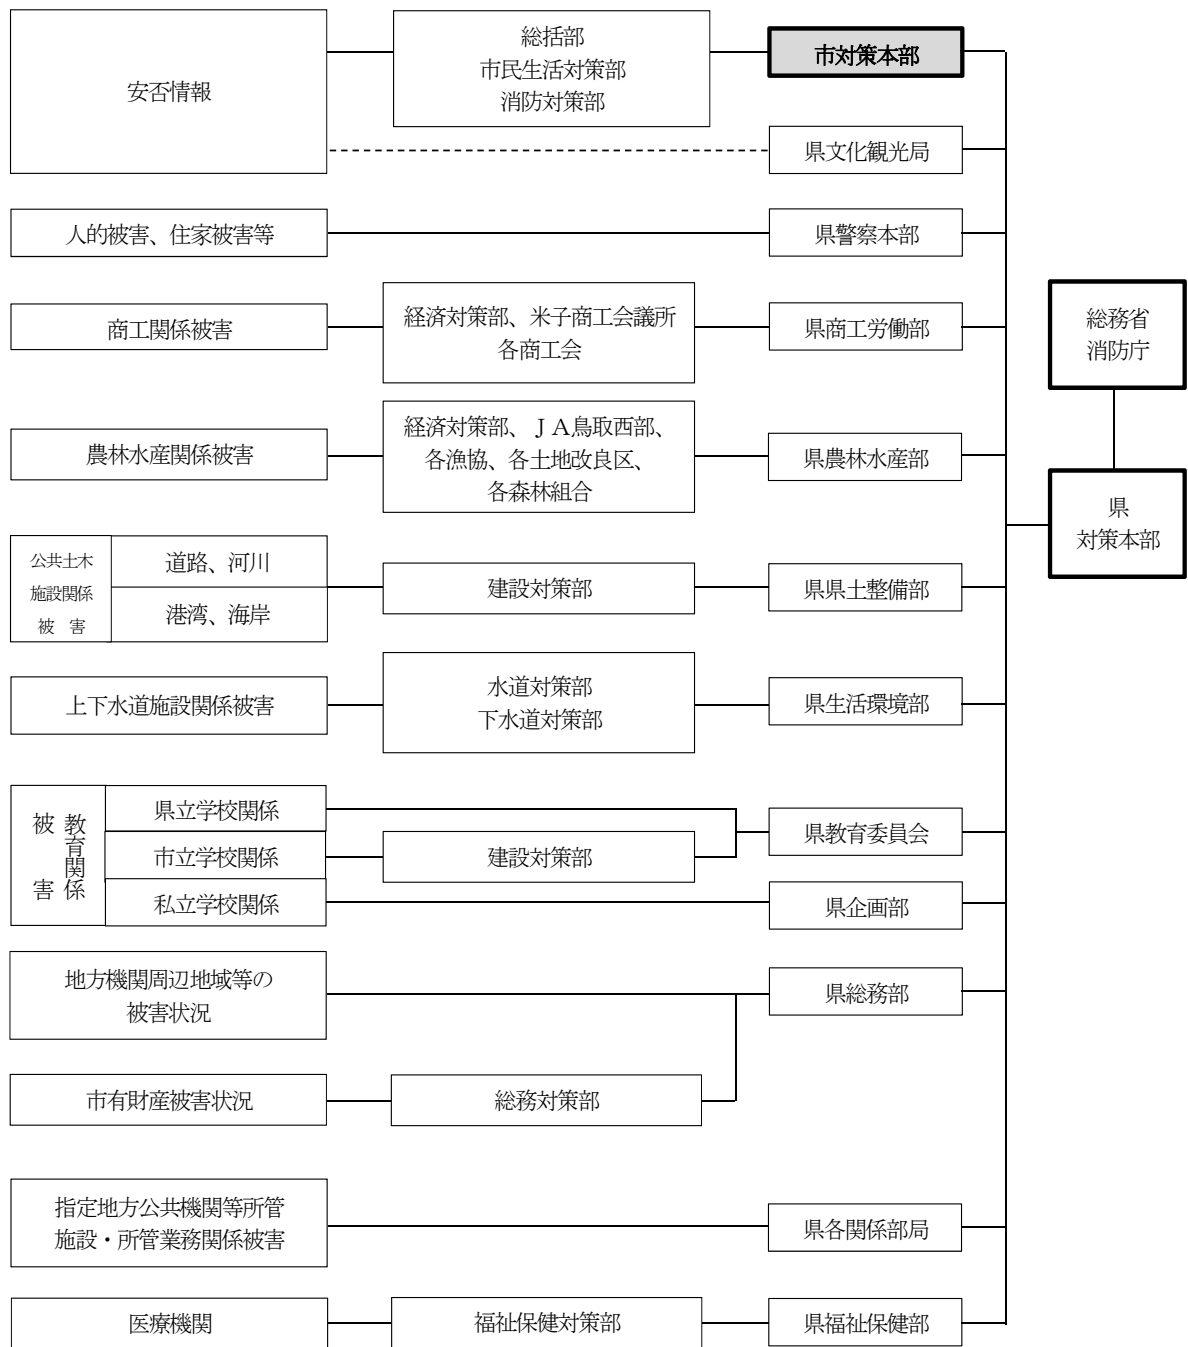 安否情報
総括部
市民生活対策部
消防対策部
市対策本部
県文化観光局
人的被害、住家被害等
県警察本部
商工関係被害
経済対策部、米子商工会議所
各商工会
県商工労働部
総務省
消防庁
農林水産関係被害
経済対策部、ＪＡ鳥取西部、
各漁協、各土地改良区、
各森林組合
県農林水産部
県
対策本部
公共土木
施設関係
被　害
道路、河川
港湾、海岸
建設対策部
県県土整備部
上下水道施設関係被害
水道対策部
下水道対策部
県生活環境部
教育関係
被　害
県立学校関係
市立学校関係
私立学校関係
建設対策部
県教育委員会
県企画部
地方機関周辺地域等の
被害状況
県総務部
市有財産被害状況
総務対策部
指定地方公共機関等所管
施設・所管業務関係被害
県各関係部局
医療機関
福祉保健対策部
県福祉保健部